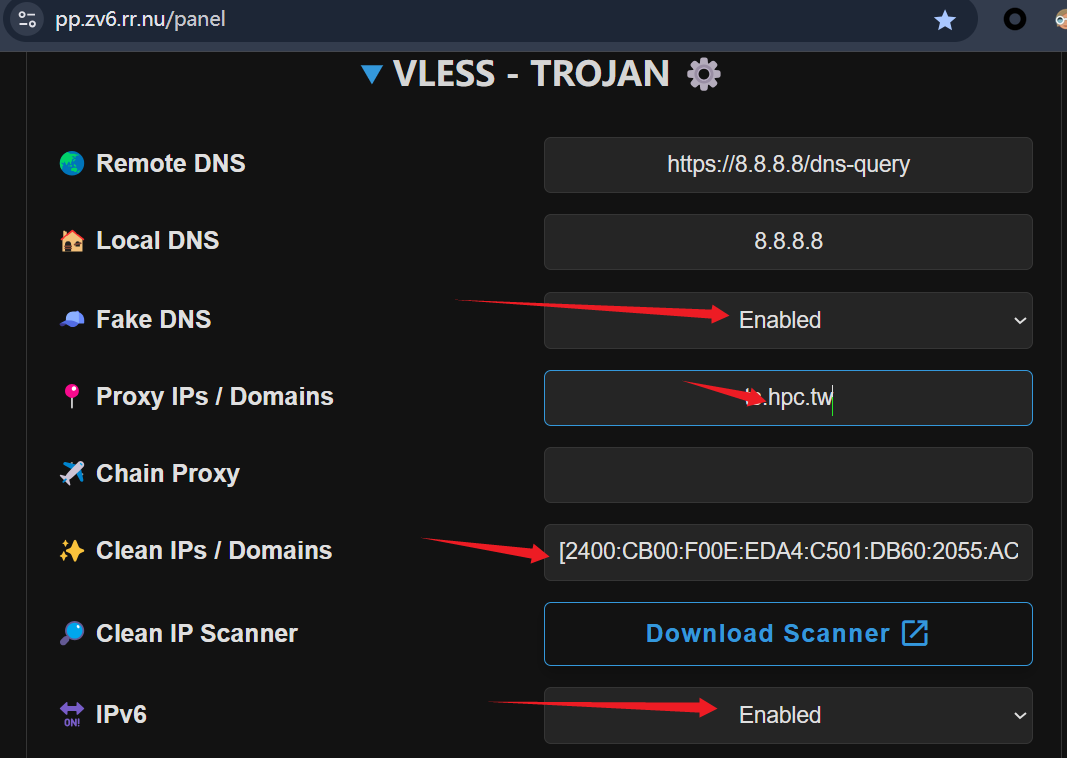 pp.zv6.rr.nu/panel
VLESS - TROJAN
Remote DNS
https://8.8.8.8/dns-query
Local DNS
8.8.8.8
Fake DNS
Enabled
Proxy IPs / Domains
.hpc.tw
Chain Proxy
Clean IPs / Domains
[2400:CB00:F00E:EDA4:C501:DB60:2055:AC
Clean IP Scanner
Download Scanner
ON!
IPv6
Enabled